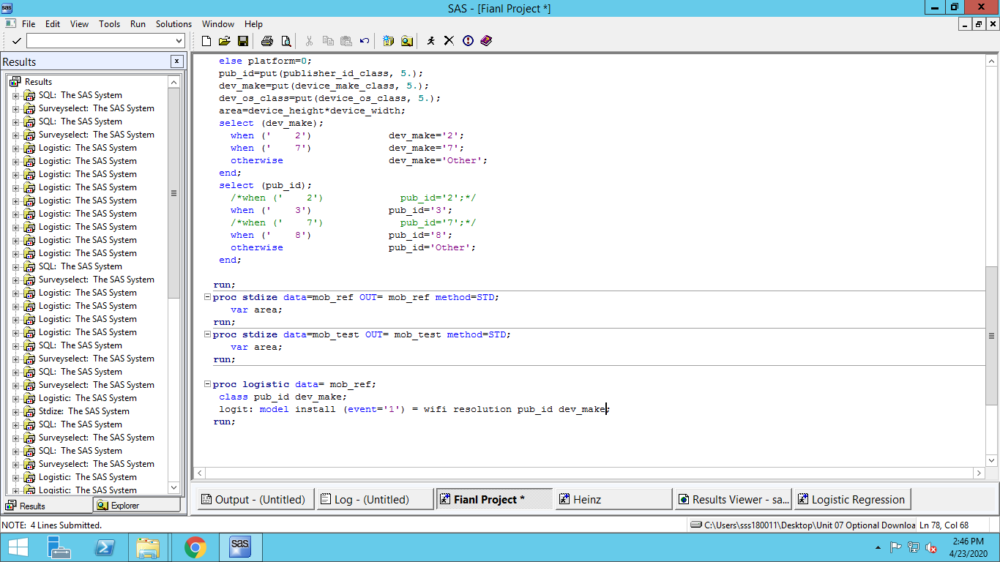 sas
SAS - [Fianl Project *]
File Edit View Tools Run Solutions Window Help
Results
Results
SQL: The SAS System
Surveyselect: The SAS System
SQL: The SAS System
Surveyselect: The SAS System
Logistic: The SAS System
Logistic: The SAS System
Logistic: The SAS System
Logistic: The SAS System
Logistic: The SAS System
Logistic: The SAS System
Logistic: The SAS System
Logistic: The SAS System
Logistic: The SAS System
SQL: The SAS System
Surveyselect: The SAS System
Logistic: The SAS System
Logistic: The SAS System
Logistic: The SAS System
Logistic: The SAS System
SQL: The SAS System
Surveyselect: The SAS System
SQL: The SAS System
Surveyselect: The SAS System
Logistic: The SAS System
Stdize: The SAS System
SQL: The SAS System
Surveyselect: The SAS System
SQL: The SAS System
Surveyselect: The SAS System
Logistic: The SAS System
Logistic: The SAS System
Results Explorer
else platform=0;
pub_id=put(publisher_id_class, 5.);
dev_make=put(device_make_class, 5.);
dev_os_class=put(device_os_class, 5.);
area=device_height*device_width;
select (dev_make);
when ('    2') dev_make='2';
when ('    7') dev_make='7';
otherwise dev_make='Other';
end;
select (pub_id);
/*when ('    2') pub_id='2';*/
when ('    3') pub_id='3';
/*when ('    7') pub_id='7';*/
when ('    8') pub_id='8';
otherwise pub_id='Other';
end;
run;
proc stdize data=mob_ref OUT= mob_ref method=STD;
var area;
run;
proc stdize data=mob_test OUT= mob_test method=STD;
var area;
run;
proc logistic data= mob_ref;
class pub_id dev_make;
logit: model install (event='1') = wifi resolution pub_id dev_make;
run;
Output - (Untitled) Log - (Untitled) Fianl Project * Heinz Results Viewer - sa... Logistic Regression
NOTE: 4 Lines Submitted. C:\Users\sss180011\Desktop\Unit 07 Optional Downloa Ln 78, Col 68
sas
2:46 PM
4/23/2020